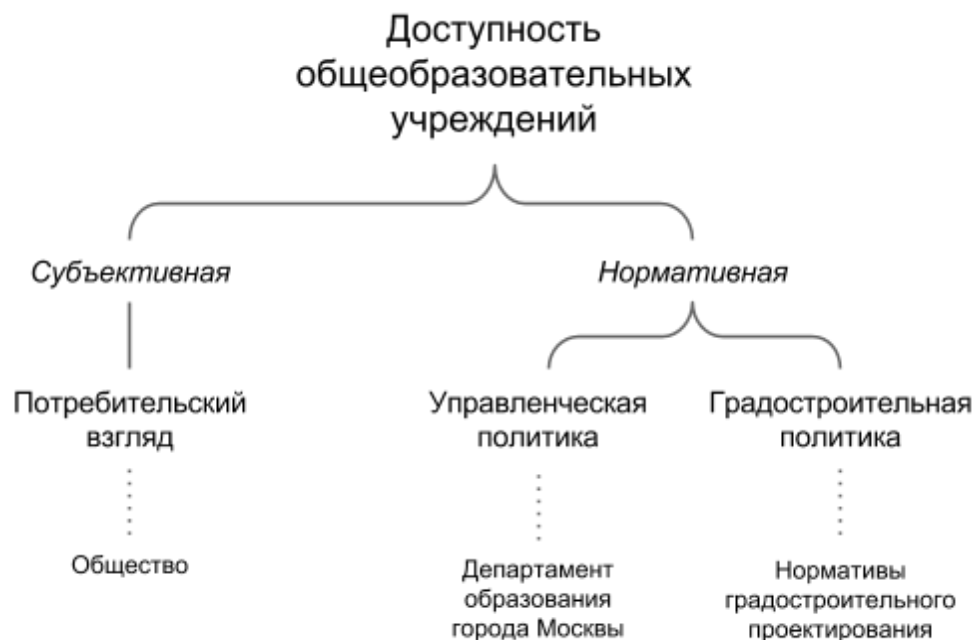 Доступность
общеобразовательных
учреждений
Субъективная
Нормативная
Потребительский
взгляд
Управленческая
политика
Градостроительная
политика
Общество
Департамент
образования
города Москвы
Нормативы
градостроительного
проектирования